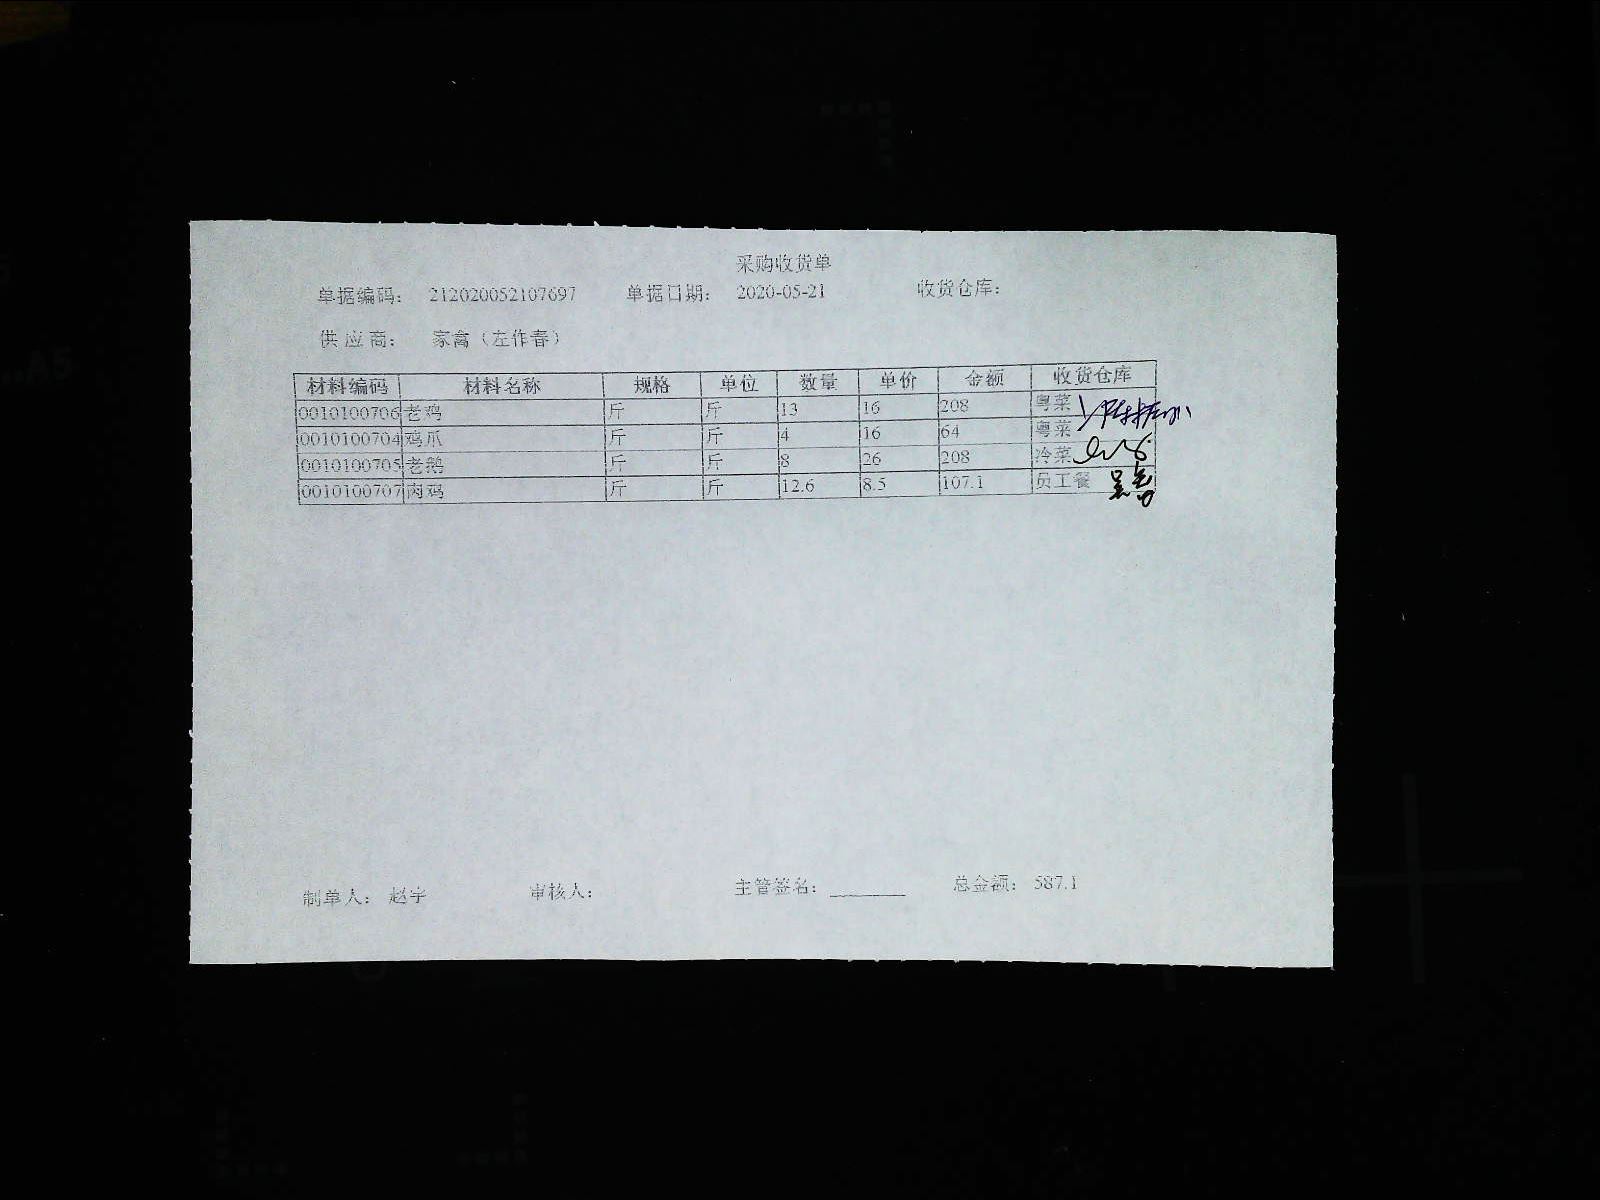 采购收货单
单据编码: 212020052107697 单据日期: 2020-05-21 收货仓库:
供应商: 家禽（左作春）
材料编码 材料名称 规格 单位 数量 单价 金额 收货仓库
0010100706 老鸡 斤 斤 13 16 208 粤菜
0010100704 鸡爪 斤 斤 4 16 64 粤菜
0010100705 老鹅 斤 斤 8 26 208 冷菜
0010100707 肉鸡 斤 斤 12.6 8.5 107.1 员工餐
制单人: 赵宇 审核人: 主管签名: 总金额: 587.1